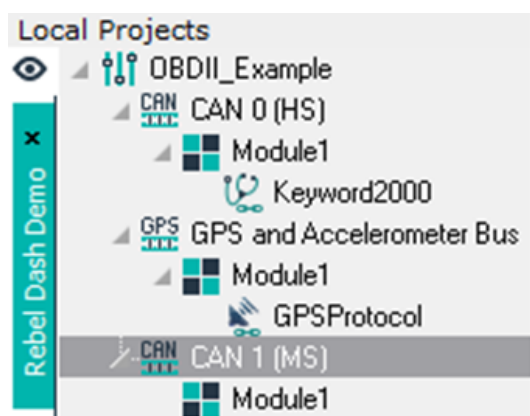 Local Projects
OBDII_Example
CAN CAN 0 (HS)
Module1
Keyword2000
GPS GPS and Accelerometer Bus
Module1
GPSProtocol
CAN CAN 1 (MS)
Module1
x
Rebel Dash Demo